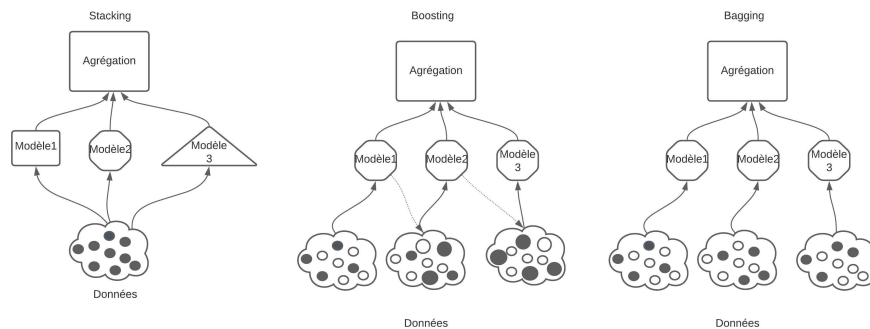 Stacking
Agrégation
Modèle1
Modèle2
Modèle
3
Données
Boosting
Agrégation
Modèle1
Modèle2
Modèle
3
Données
Bagging
Agrégation
Modèle1
Modèle2
Modèle
3
Données